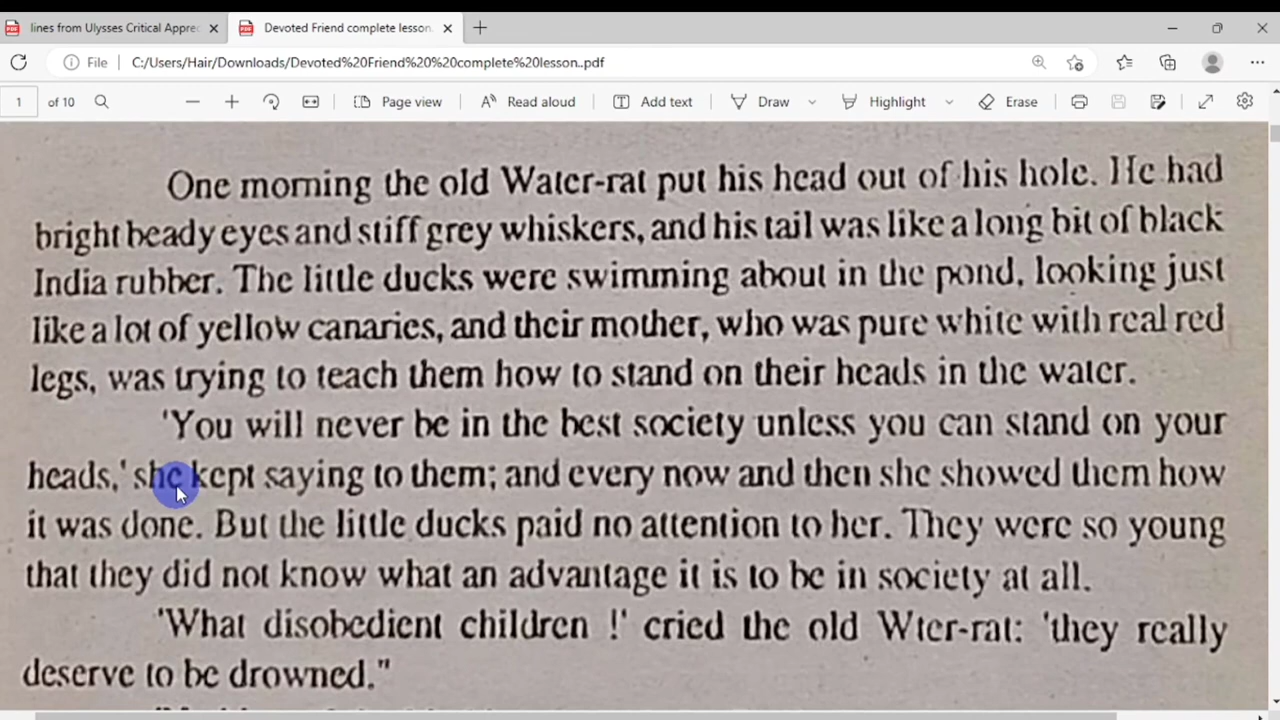 lines from Ulysses Critical Apprec
Devoted Friend complete lesson.
File C:/Users/Hair/Downloads/Devoted%20Friend%20%20complete%20lesson..pdf
1 of 10 Page view Read aloud Add text Draw Highlight Erase
One morning the old Water-rat put his head out of his hole. He had
bright beady eyes and stiff grey whiskers, and his tail was like a long bit of black
India rubber. The little ducks were swimming about in the pond, looking just
like a lot of yellow canaries, and their mother, who was pure white with real red
legs, was trying to teach them how to stand on their heads in the water.
'You will never be in the best society unless you can stand on your
heads,' she kept saying to them; and every now and then she showed them how
it was done. But the little ducks paid no attention to her. They were so young
that they did not know what an advantage it is to be in society at all.
'What disobedient children !' cried the old Wter-rat: 'they really
deserve to be drowned."